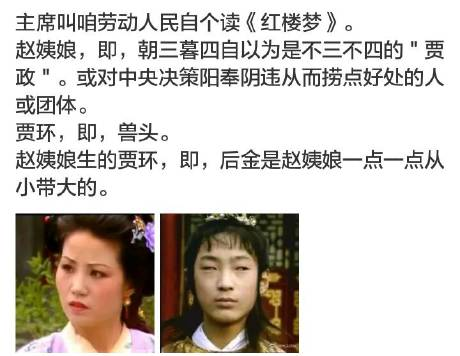 主席叫咱劳动人民自个读《红楼梦》。
赵姨娘，即，朝三暮四自以为是不三不四的＂贾
政＂。或对中央决策阳奉阴违从而捞点好处的人
或团体。
贾环，即，兽头。
赵姨娘生的贾环，即，后金是赵姨娘一点一点从
小带大的。